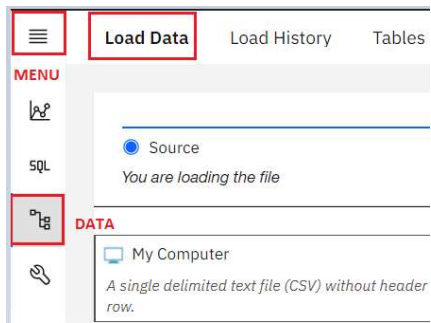 Load Data Load History Tables
MENU
SQL
Source
You are loading the file
DATA
My Computer
A single delimited text file (CSV) without header
row.